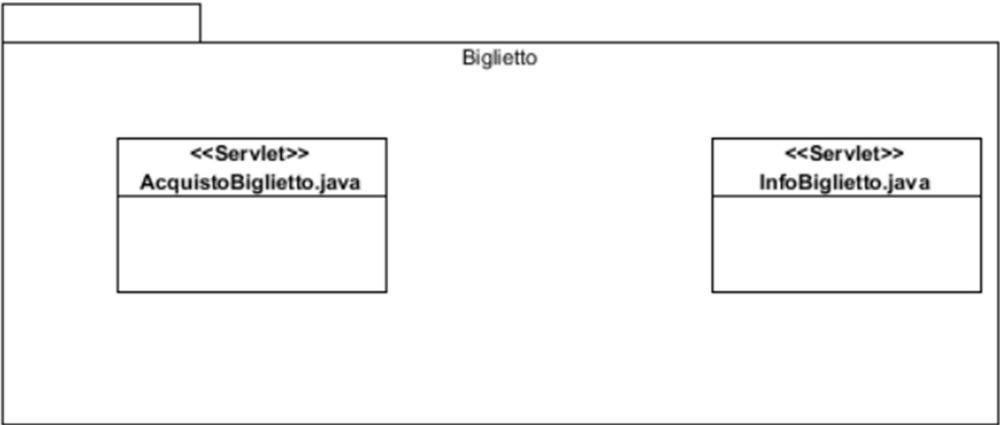 Biglietto
<<Servlet>>
AcquistoBiglietto.java
<<Servlet>>
InfoBiglietto.java